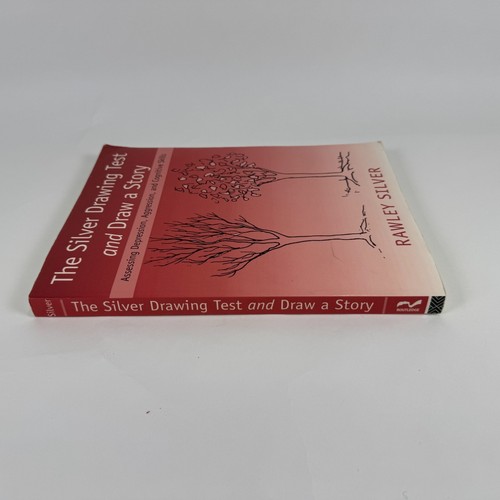 The Silver Drawing Test
and Draw a Story
Assessing Depression, Aggression, and Cognitive Skills
RAWLEY SILVER
Silver The Silver Drawing Test and Draw a Story ROUTLEDGE